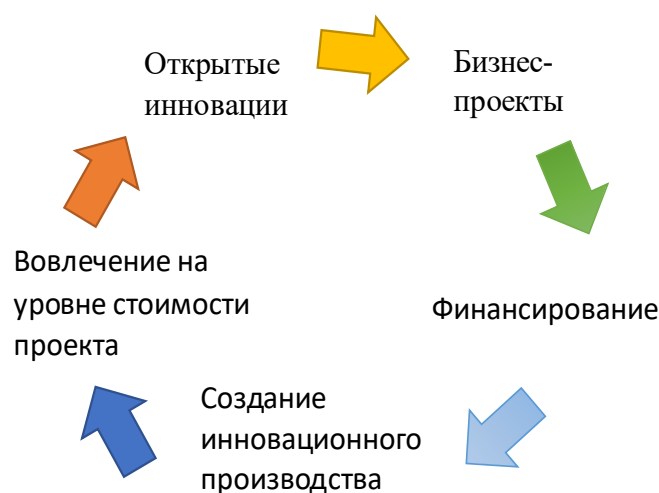 Открытые
инновации
Бизнес-
проекты
Финансирование
Создание
инновационного
производства
Вовлечение на
уровне стоимости
проекта